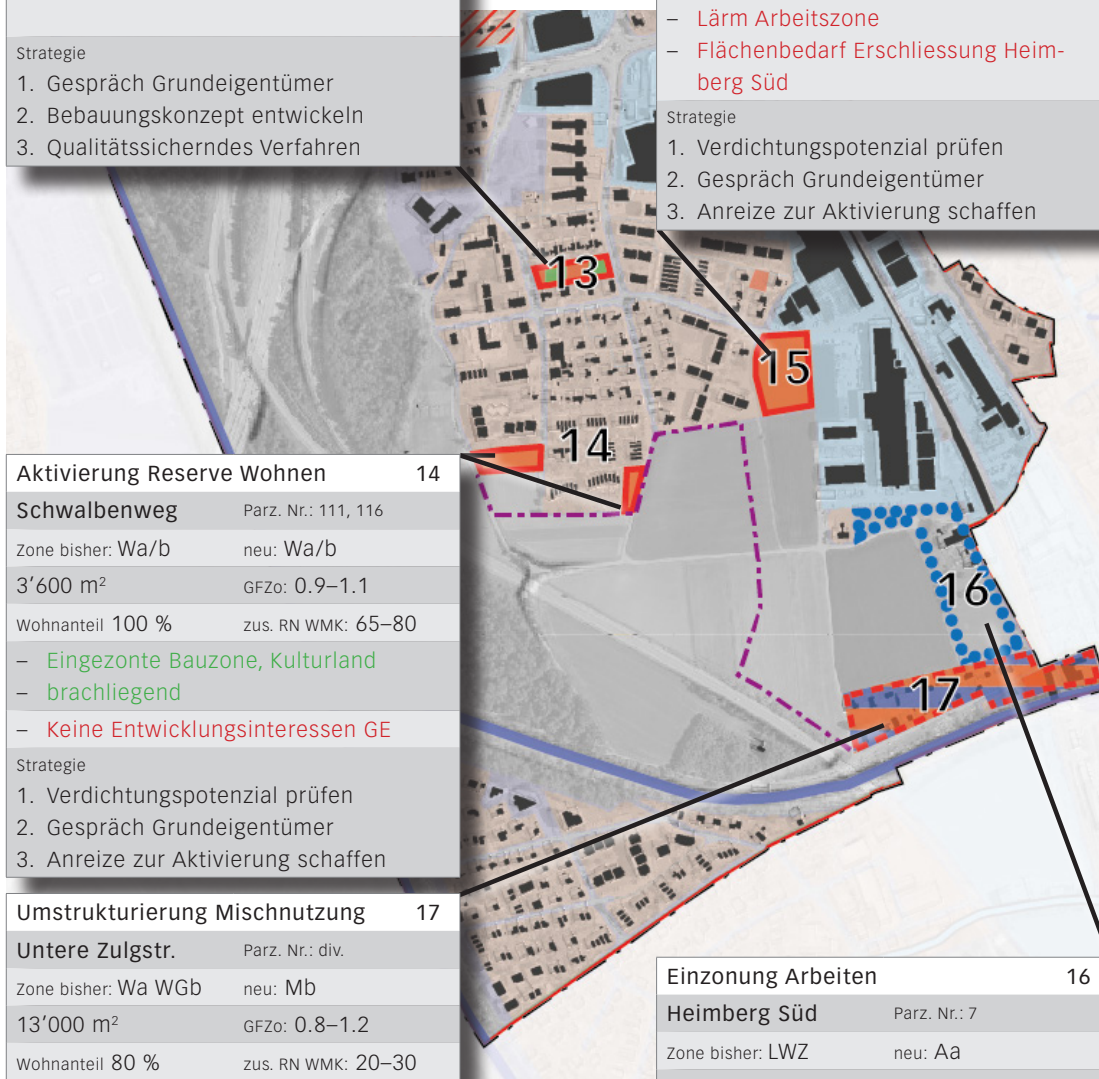 Strategie
1. Gespräch Grundeigentümer
2. Bebauungskonzept entwickeln
3. Qualitätssicherndes Verfahren
– Lärm Arbeitszone
– Flächenbedarf Erschliessung Heim-
berg Süd
Strategie
1. Verdichtungspotenzial prüfen
2. Gespräch Grundeigentümer
3. Anreize zur Aktivierung schaffen
13
15
14
16
17
Aktivierung Reserve Wohnen 14
Schwalbenweg Parz. Nr.: 111, 116
Zone bisher: Wa/b neu: Wa/b
3’600 m² GFZo: 0.9–1.1
Wohnanteil 100 % zus. RN WMK: 65–80
– Eingezonte Bauzone, Kulturland
– brachliegend
– Keine Entwicklungsinteressen GE
Strategie
1. Verdichtungspotenzial prüfen
2. Gespräch Grundeigentümer
3. Anreize zur Aktivierung schaffen
Umstrukturierung Mischnutzung 17
Untere Zulgstr. Parz. Nr.: div.
Zone bisher: Wa WGb neu: Mb
13’000 m² GFZo: 0.8–1.2
Wohnanteil 80 % zus. RN WMK: 20–30
Einzonung Arbeiten 16
Heimberg Süd Parz. Nr.: 7
Zone bisher: LWZ neu: Aa